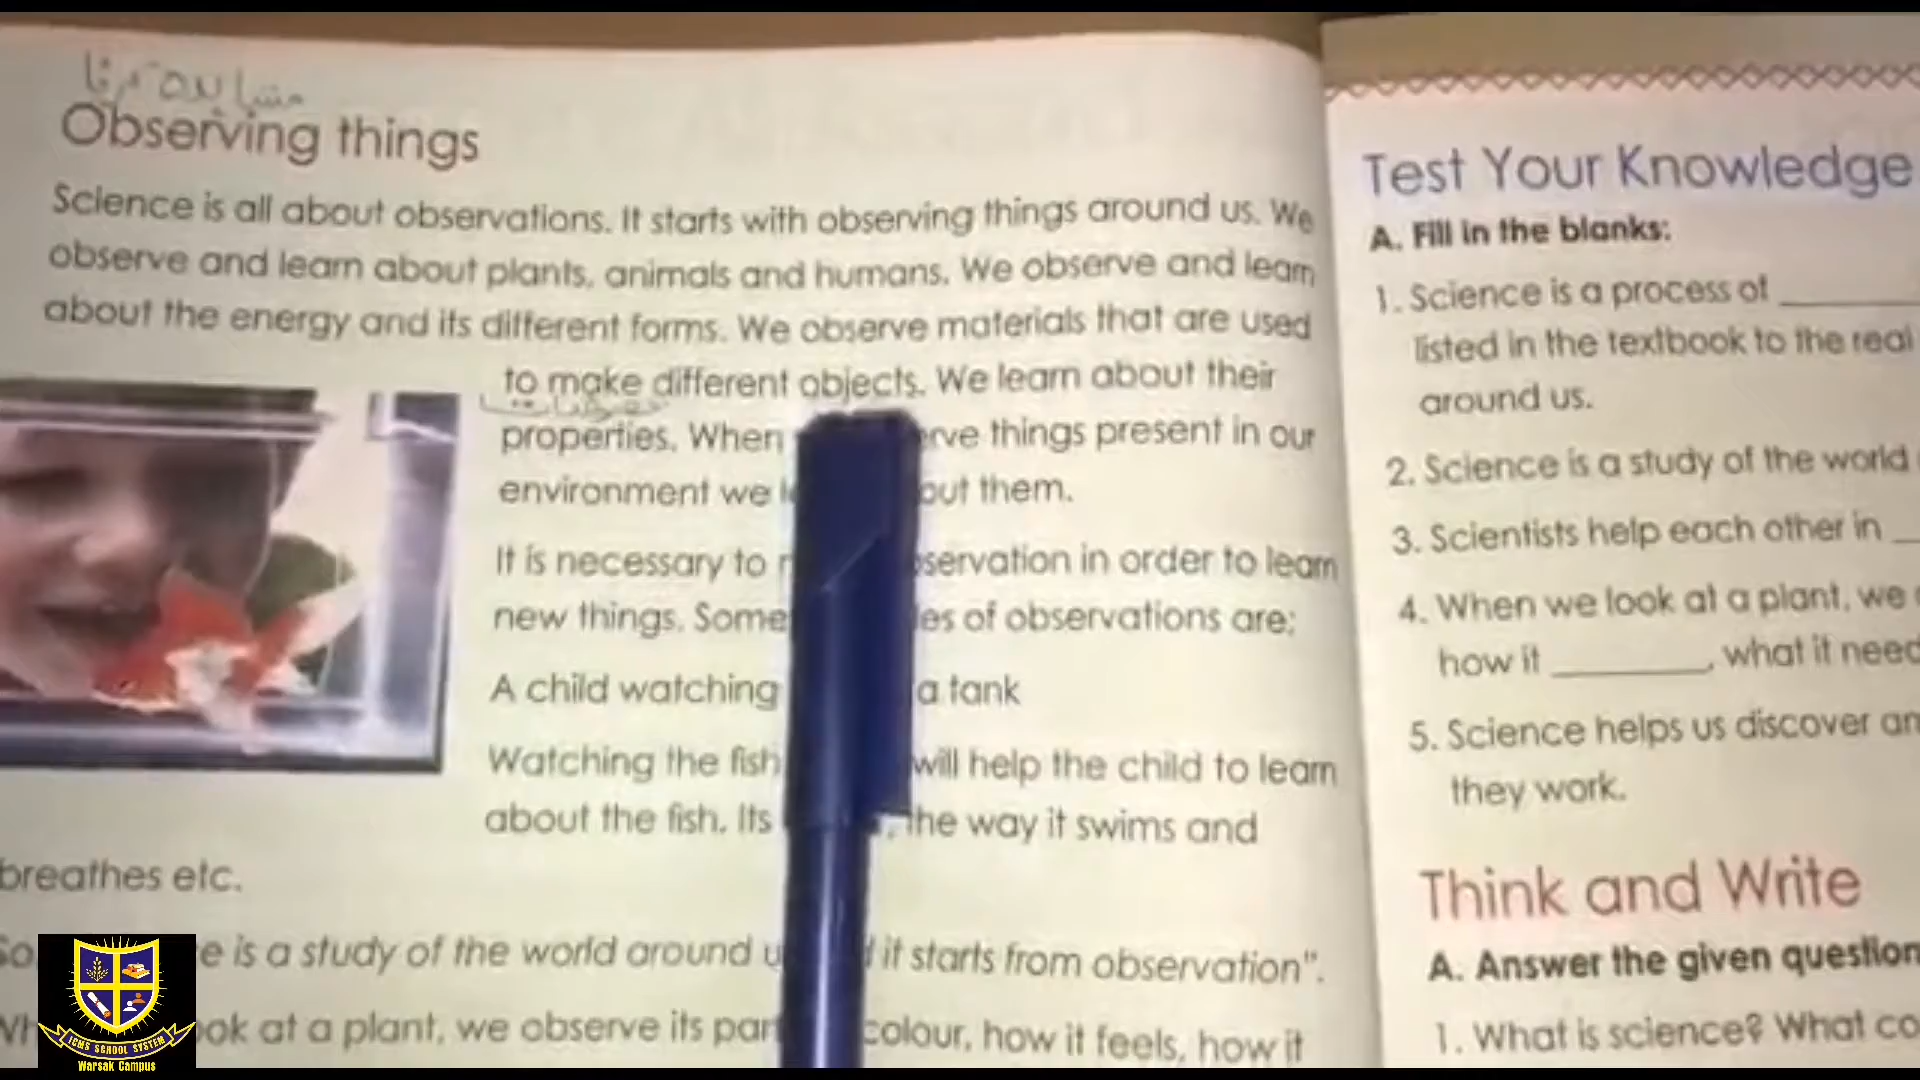 مشاہدہ کرنا
Observing things
Science is all about observations. It starts with observing things around us. We
observe and learn about plants, animals and humans. We observe and learn
about the energy and its different forms. We observe materials that are used
to make different objects. We learn about their
properties. When erve things present in our
environment we out them.
It is necessary to servation in order to learn
new things. Some es of observations are;
A child watching a tank
Watching the fish will help the child to learn
about the fish. Its , the way it swims and
breathes etc.
e is a study of the world around it starts from observation".
ok at a plant, we observe its par colour, how it feels, how it
Test Your Knowledge
A. Fill in the blanks:
1. Science is a process of ________
listed in the textbook to the real
around us.
2. Science is a study of the world
3. Scientists help each other in __
4. When we look at a plant, we
how it ________, what it need
5. Science helps us discover an
they work.
Think and Write
A. Answer the given question
1. What is science? What co
ICMS SCHOOL SYSTEM
Warsak Campus